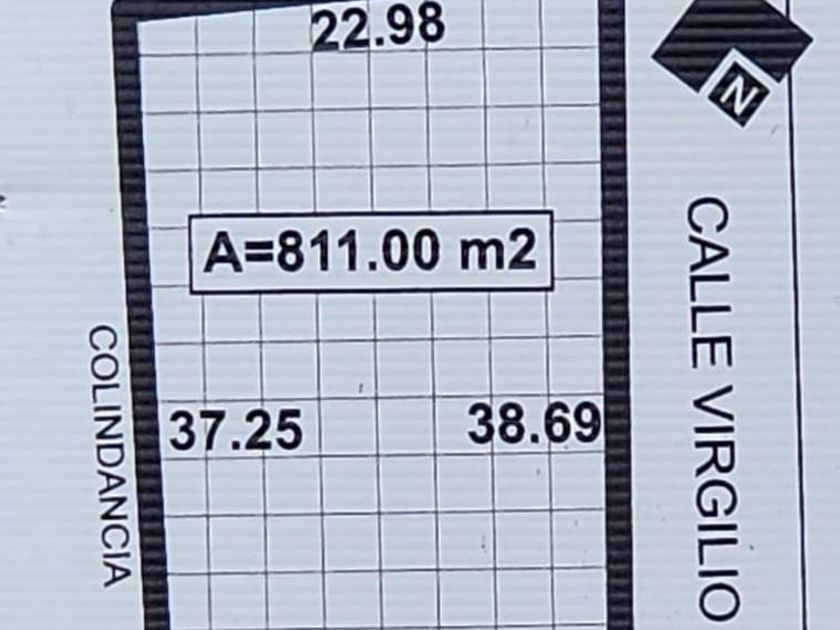 22.98
N
A=811.00 m2
CALLE VIRGILIO
COLINDANCIA
37.25
38.69